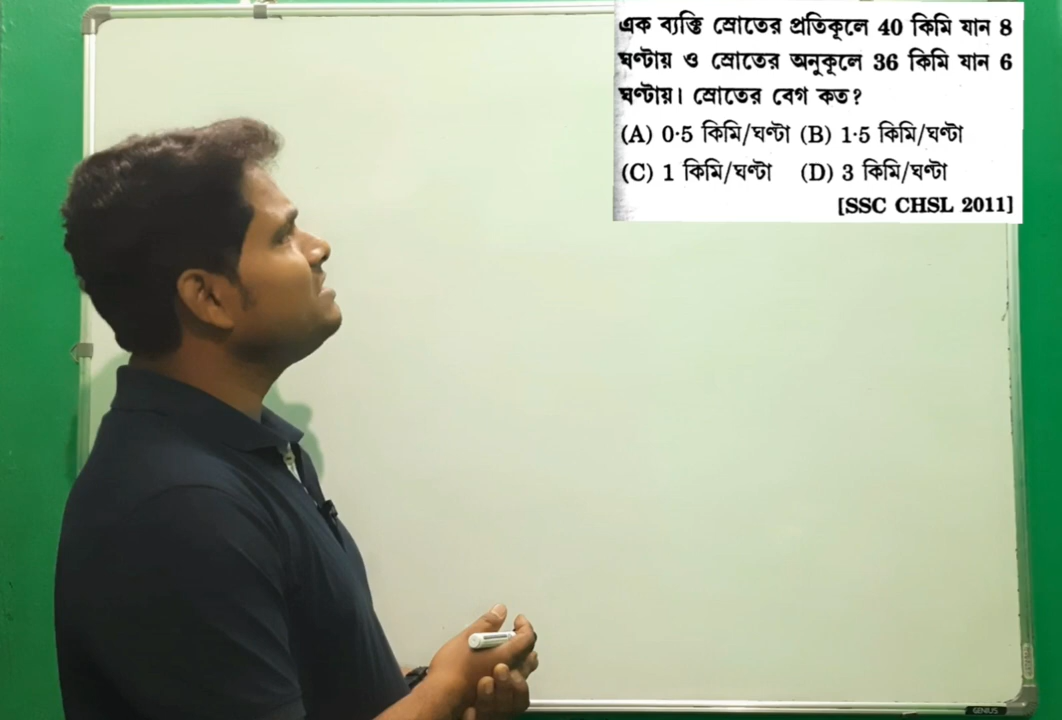 এক ব্যক্তি স্রোতের প্রতিকূলে 40 কিমি যান 8
ঘণ্টায় ও স্রোতের অনুকূলে 36 কিমি যান 6
ঘণ্টায়। স্রোতের বেগ কত?
(A) 0·5 কিমি/ঘণ্টা (B) 1·5 কিমি/ঘণ্টা
(C) 1 কিমি/ঘণ্টা (D) 3 কিমি/ঘণ্টা
[SSC CHSL 2011]
GENIUS